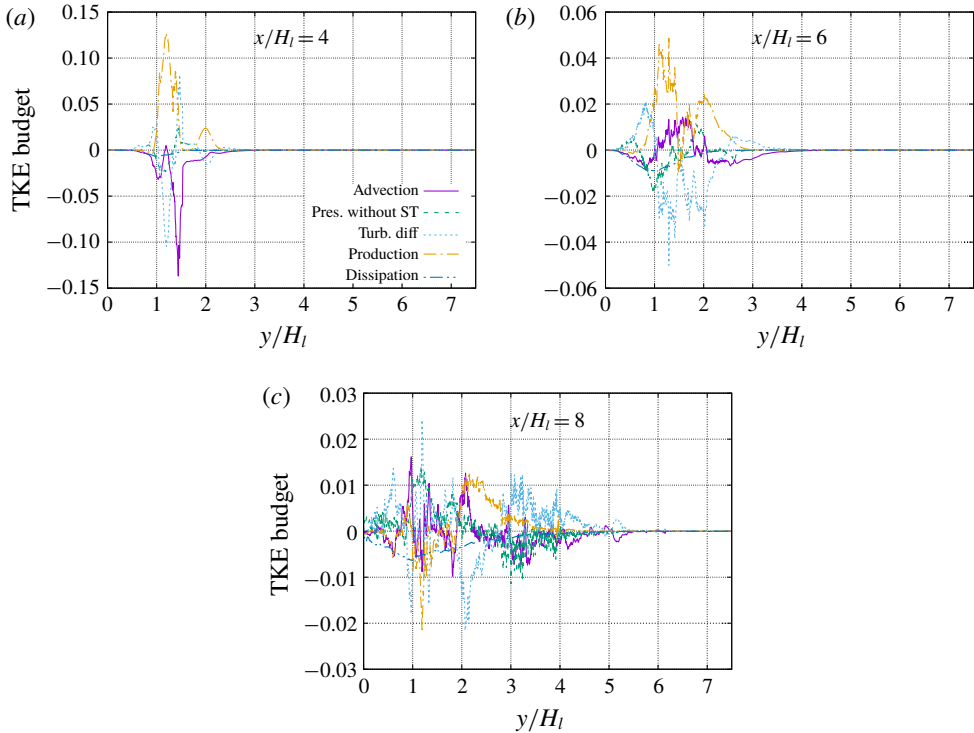 (a)
x/H_l = 4
0.15
0.10
0.05
0
−0.05
−0.10
−0.15
TKE budget
Advection
Pres. without ST
Turb. diff
Production
Dissipation
0 1 2 3 4 5 6 7
y/H_l
(b)
x/H_l = 6
0.06
0.04
0.02
0
−0.02
−0.04
−0.06
0 1 2 3 4 5 6 7
y/H_l
(c)
x/H_l = 8
0.03
0.02
0.01
0
−0.01
−0.02
−0.03
TKE budget
0 1 2 3 4 5 6 7
y/H_l